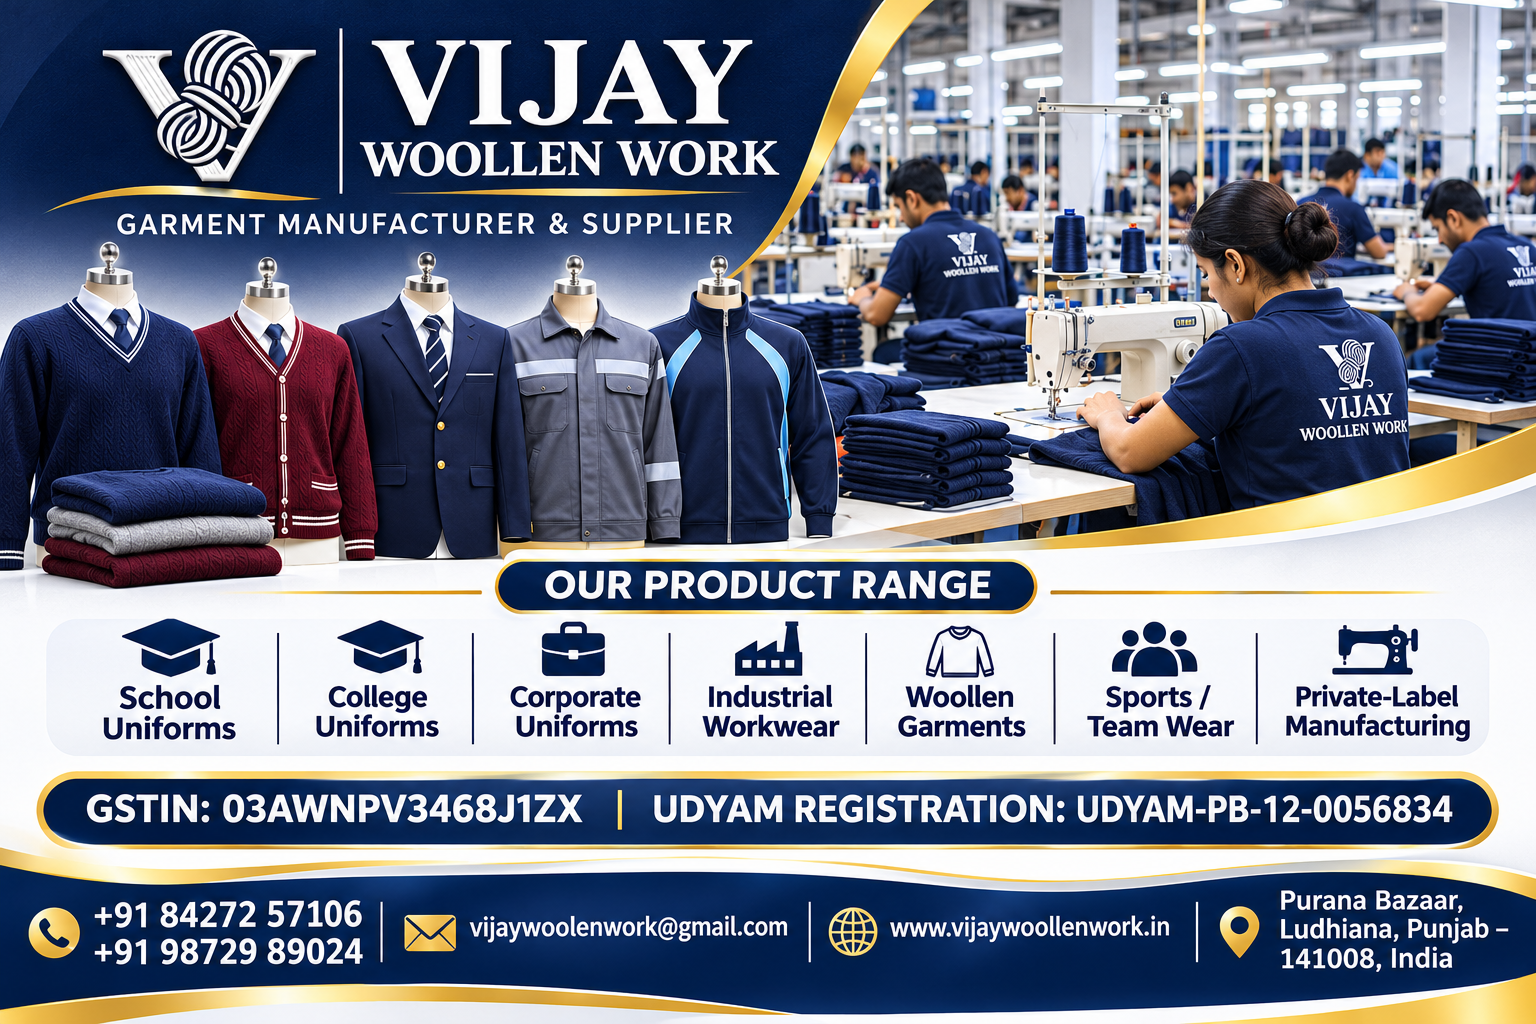 VIJAY
WOOLLEN WORK
GARMENT MANUFACTURER & SUPPLIER
VIJAY
WOOLLEN WORK
VIJAY
WOOLLEN WORK
VIJAY
WOOLLEN WORK
OUR PRODUCT RANGE
School
Uniforms
College
Uniforms
Corporate
Uniforms
Industrial
Workwear
Woollen
Garments
Sports /
Team Wear
Private-Label
Manufacturing
GSTIN: 03AWNPV3468J1ZX | UDYAM REGISTRATION: UDYAM-PB-12-0056834
+91 84272 57106
+91 98729 89024
vijaywoolenwork@gmail.com
www.vijaywoollenwork.in
Purana Bazaar,
Ludhiana, Punjab –
141008, India